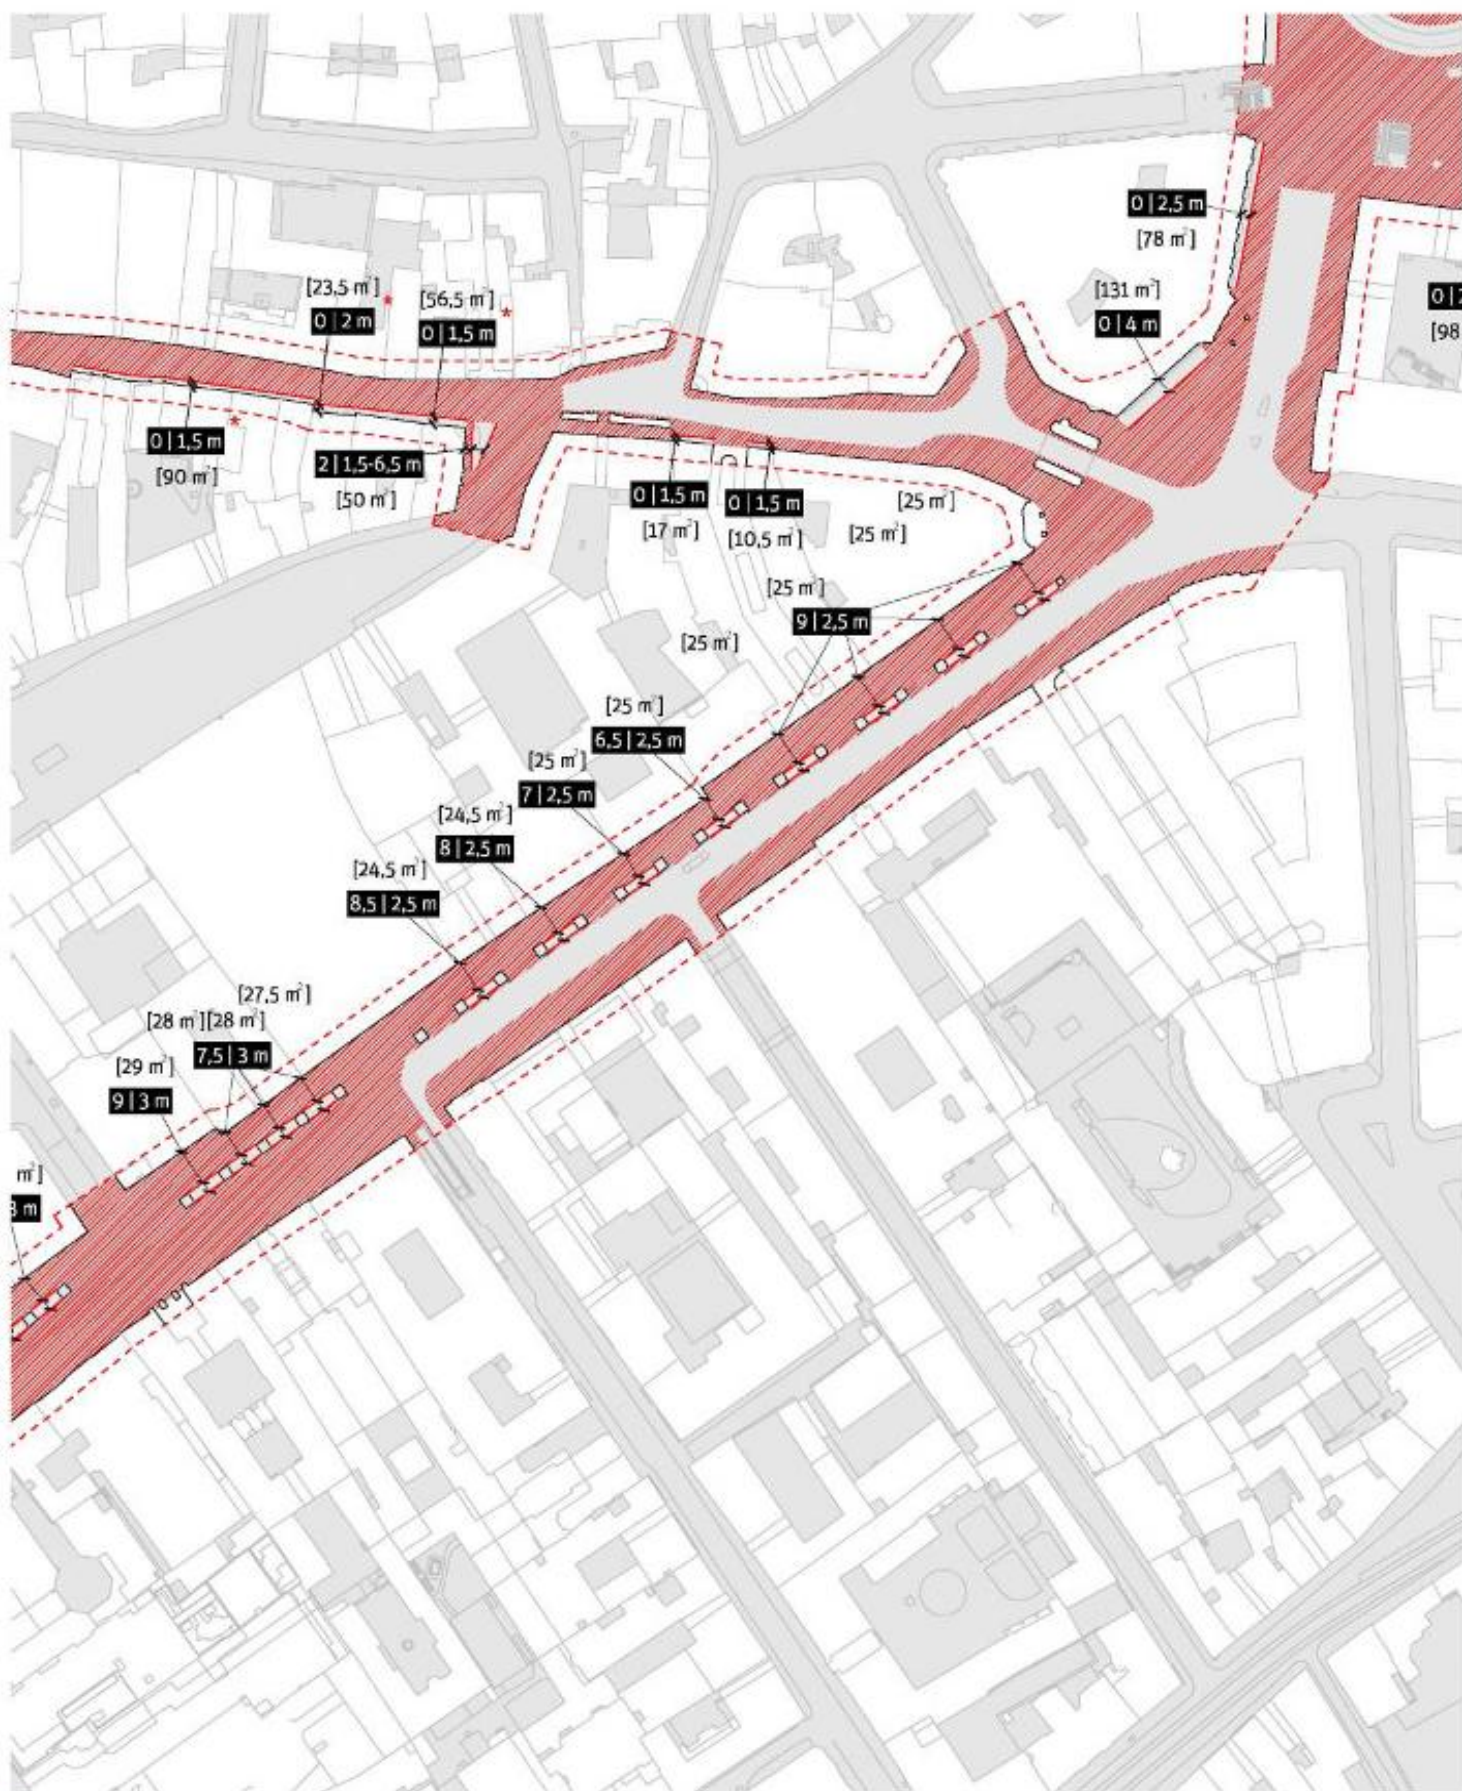 0 | 2,5 m
[78 m²]
[131 m²]
0 | 4 m
[98
[23,5 m²]
*
0 | 2 m
[56,5 m²]
*
0 | 1,5 m
*
0 | 1,5 m
[90 m²]
2 | 1,5-6,5 m
[50 m²]
0 | 1,5 m
[17 m²]
0 | 1,5 m
[10,5 m²]
[25 m²]
[25 m²]
[25 m²]
9 | 2,5 m
[25 m²]
[25 m²]
6,5 | 2,5 m
[25 m²]
7 | 2,5 m
[24,5 m²]
8 | 2,5 m
[24,5 m²]
8,5 | 2,5 m
[27,5 m²]
[28 m²][28 m²]
7,5 | 3 m
[29 m²]
9 | 3 m
m²]
m